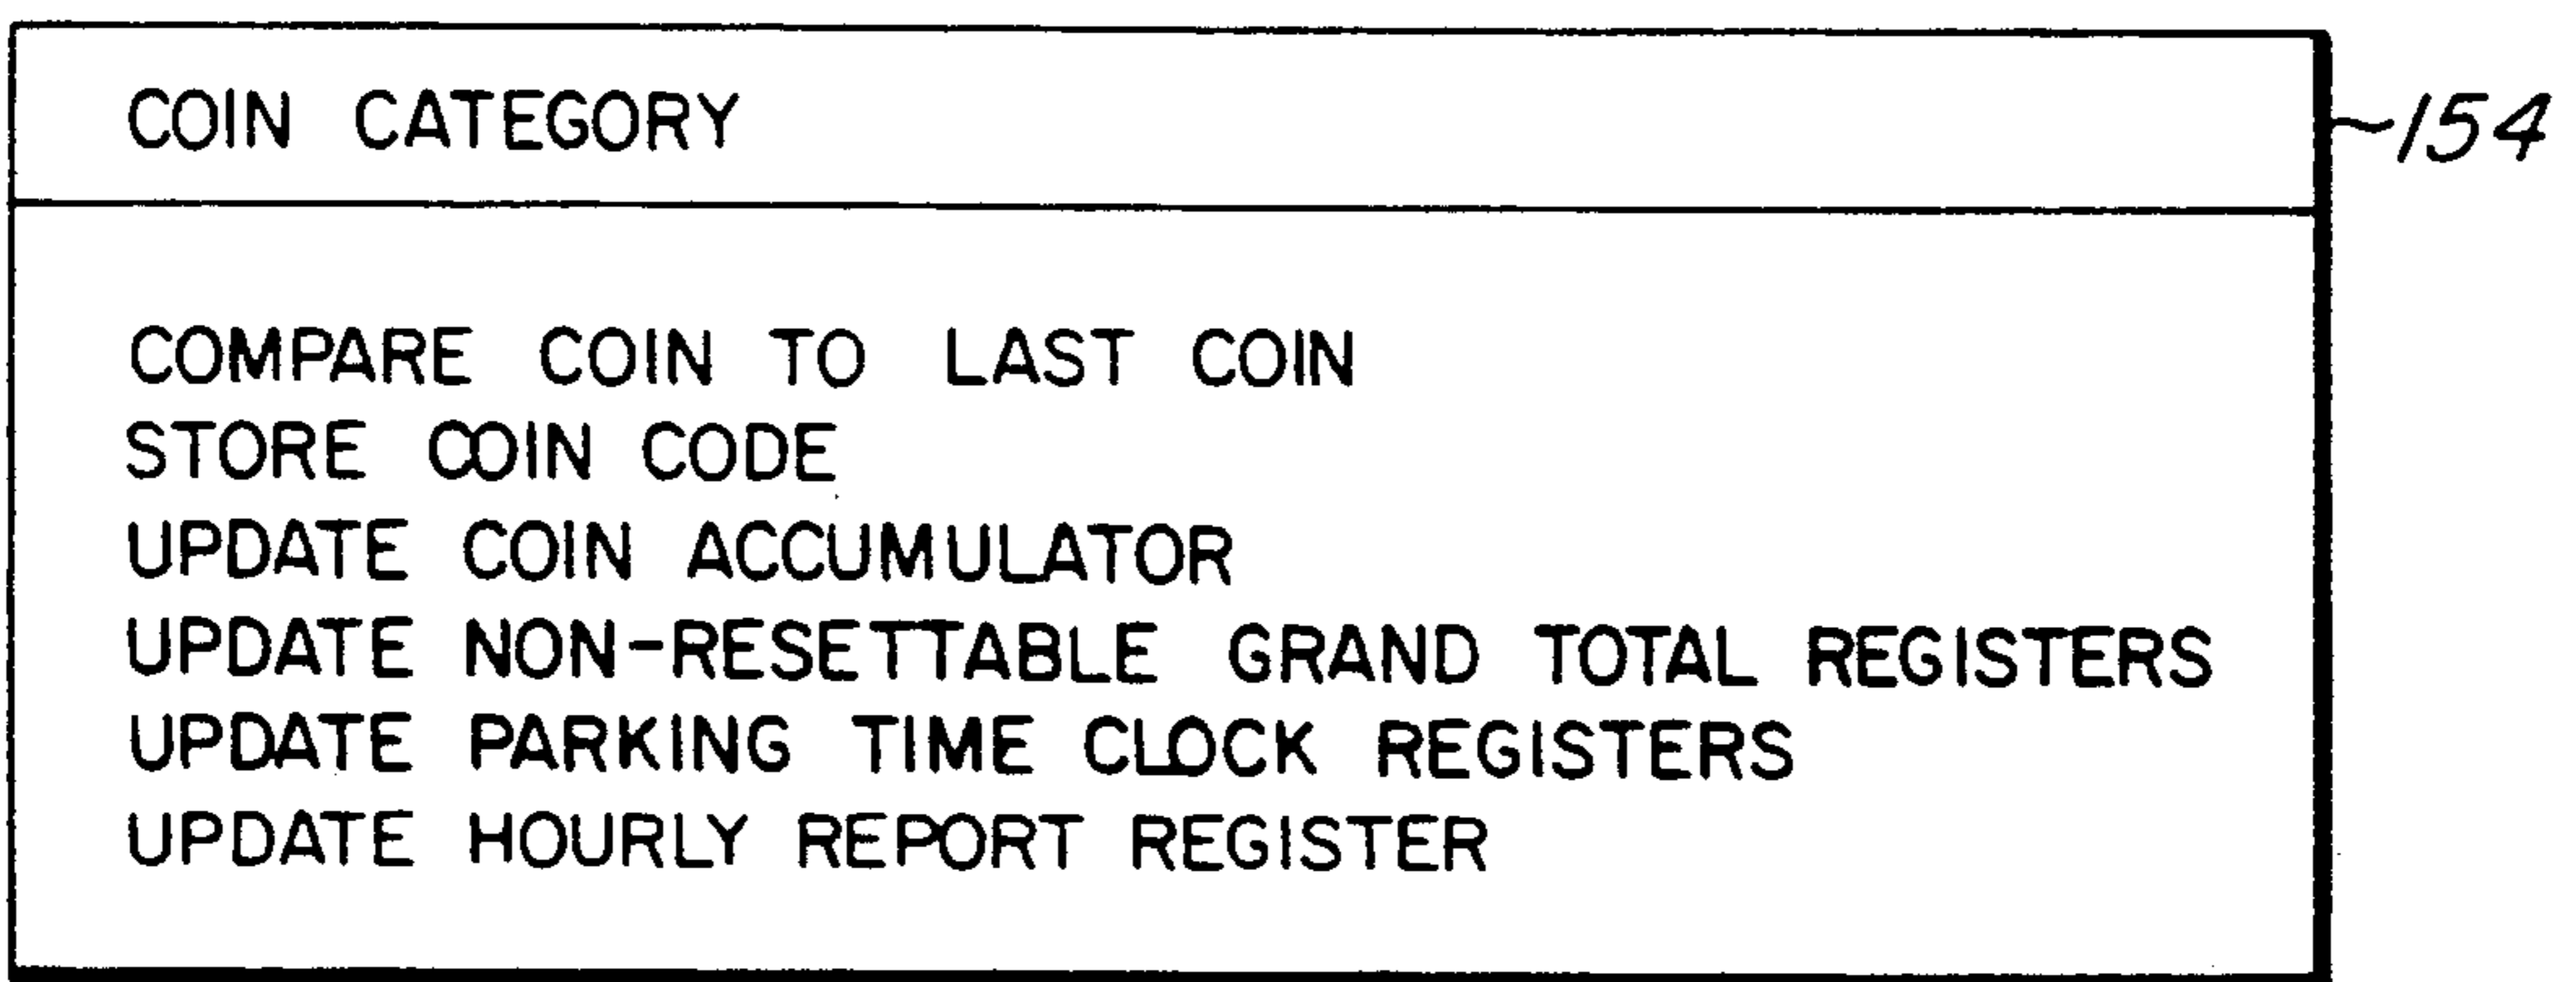 COIN CATEGORY
154
COMPARE COIN TO LAST COIN
STORE COIN CODE
UPDATE COIN ACCUMULATOR
UPDATE NON-RESETTABLE GRAND TOTAL REGISTERS
UPDATE PARKING TIME CLOCK REGISTERS
UPDATE HOURLY REPORT REGISTER